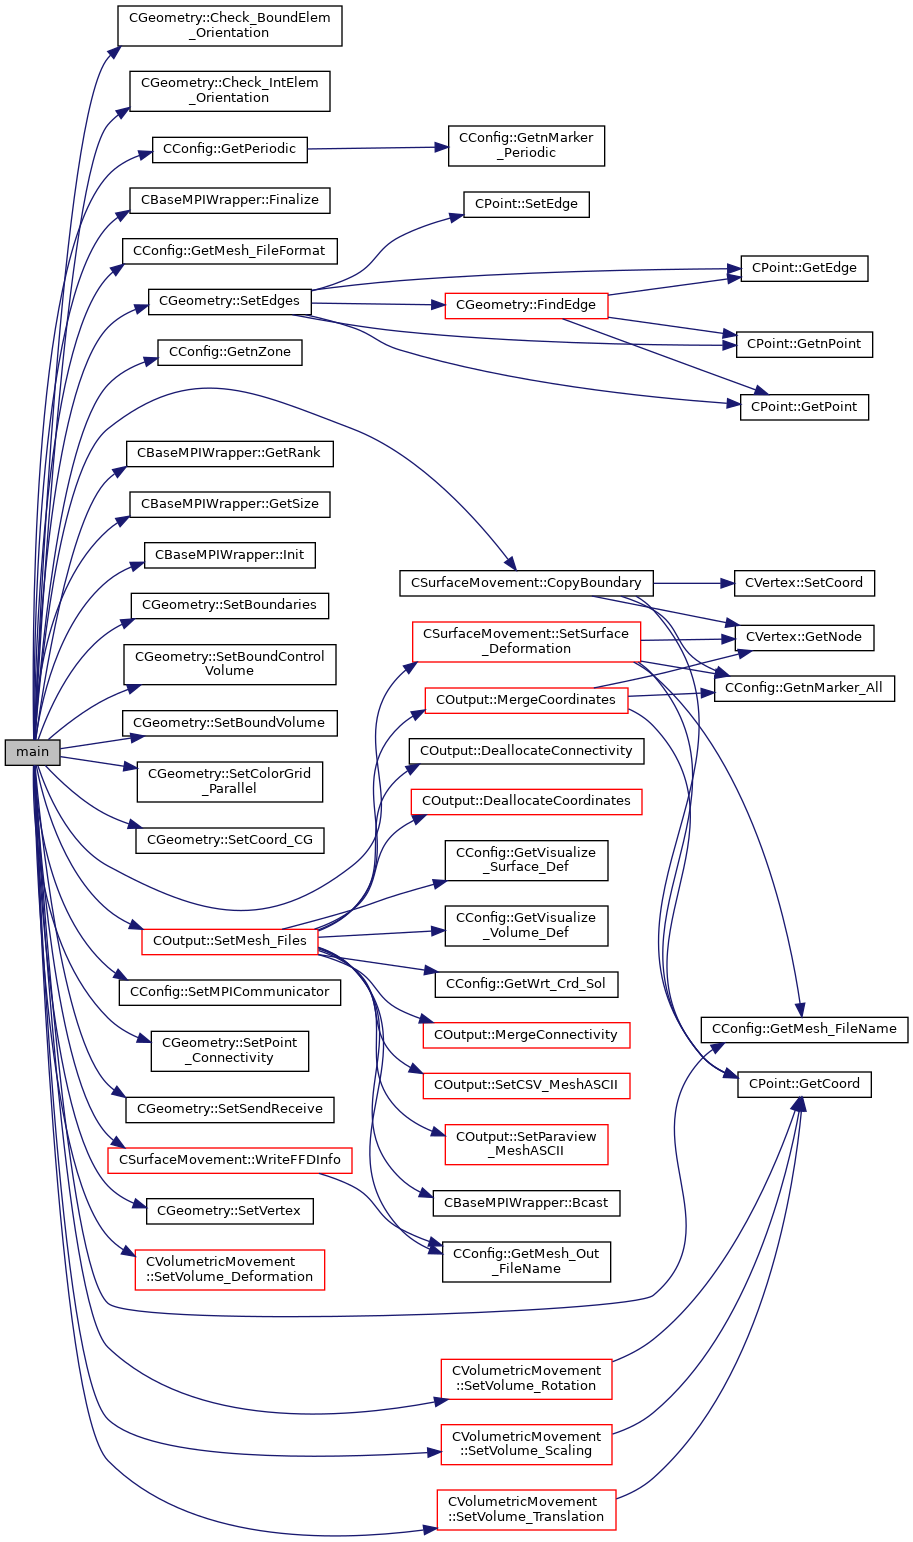 CGeometry::Check_BoundElem
_Orientation
CGeometry::Check_IntElem
_Orientation
CConfig::GetPeriodic
CConfig::GetnMarker
_Periodic
CBaseMPIWrapper::Finalize
CConfig::GetMesh_FileFormat
CGeometry::SetEdges
CPoint::SetEdge
CPoint::GetEdge
CGeometry::FindEdge
CPoint::GetnPoint
CPoint::GetPoint
CConfig::GetnZone
CBaseMPIWrapper::GetRank
CBaseMPIWrapper::GetSize
CBaseMPIWrapper::Init
CGeometry::SetBoundaries
CGeometry::SetBoundControl
Volume
CGeometry::SetBoundVolume
main
CGeometry::SetColorGrid
_Parallel
CGeometry::SetCoord_CG
COutput::SetMesh_Files
CConfig::SetMPICommunicator
CGeometry::SetPoint
_Connectivity
CGeometry::SetSendReceive
CSurfaceMovement::WriteFFDInfo
CGeometry::SetVertex
CVolumetricMovement
::SetVolume_Deformation
CSurfaceMovement::CopyBoundary
CSurfaceMovement::SetSurface
_Deformation
COutput::MergeCoordinates
COutput::DeallocateConnectivity
COutput::DeallocateCoordinates
CConfig::GetVisualize
_Surface_Def
CConfig::GetVisualize
_Volume_Def
CConfig::GetWrt_Crd_Sol
COutput::MergeConnectivity
COutput::SetCSV_MeshASCII
COutput::SetParaview
_MeshASCII
CBaseMPIWrapper::Bcast
CConfig::GetMesh_Out
_FileName
CVolumetricMovement
::SetVolume_Rotation
CVolumetricMovement
::SetVolume_Scaling
CVolumetricMovement
::SetVolume_Translation
CVertex::SetCoord
CVertex::GetNode
CConfig::GetnMarker_All
CConfig::GetMesh_FileName
CPoint::GetCoord